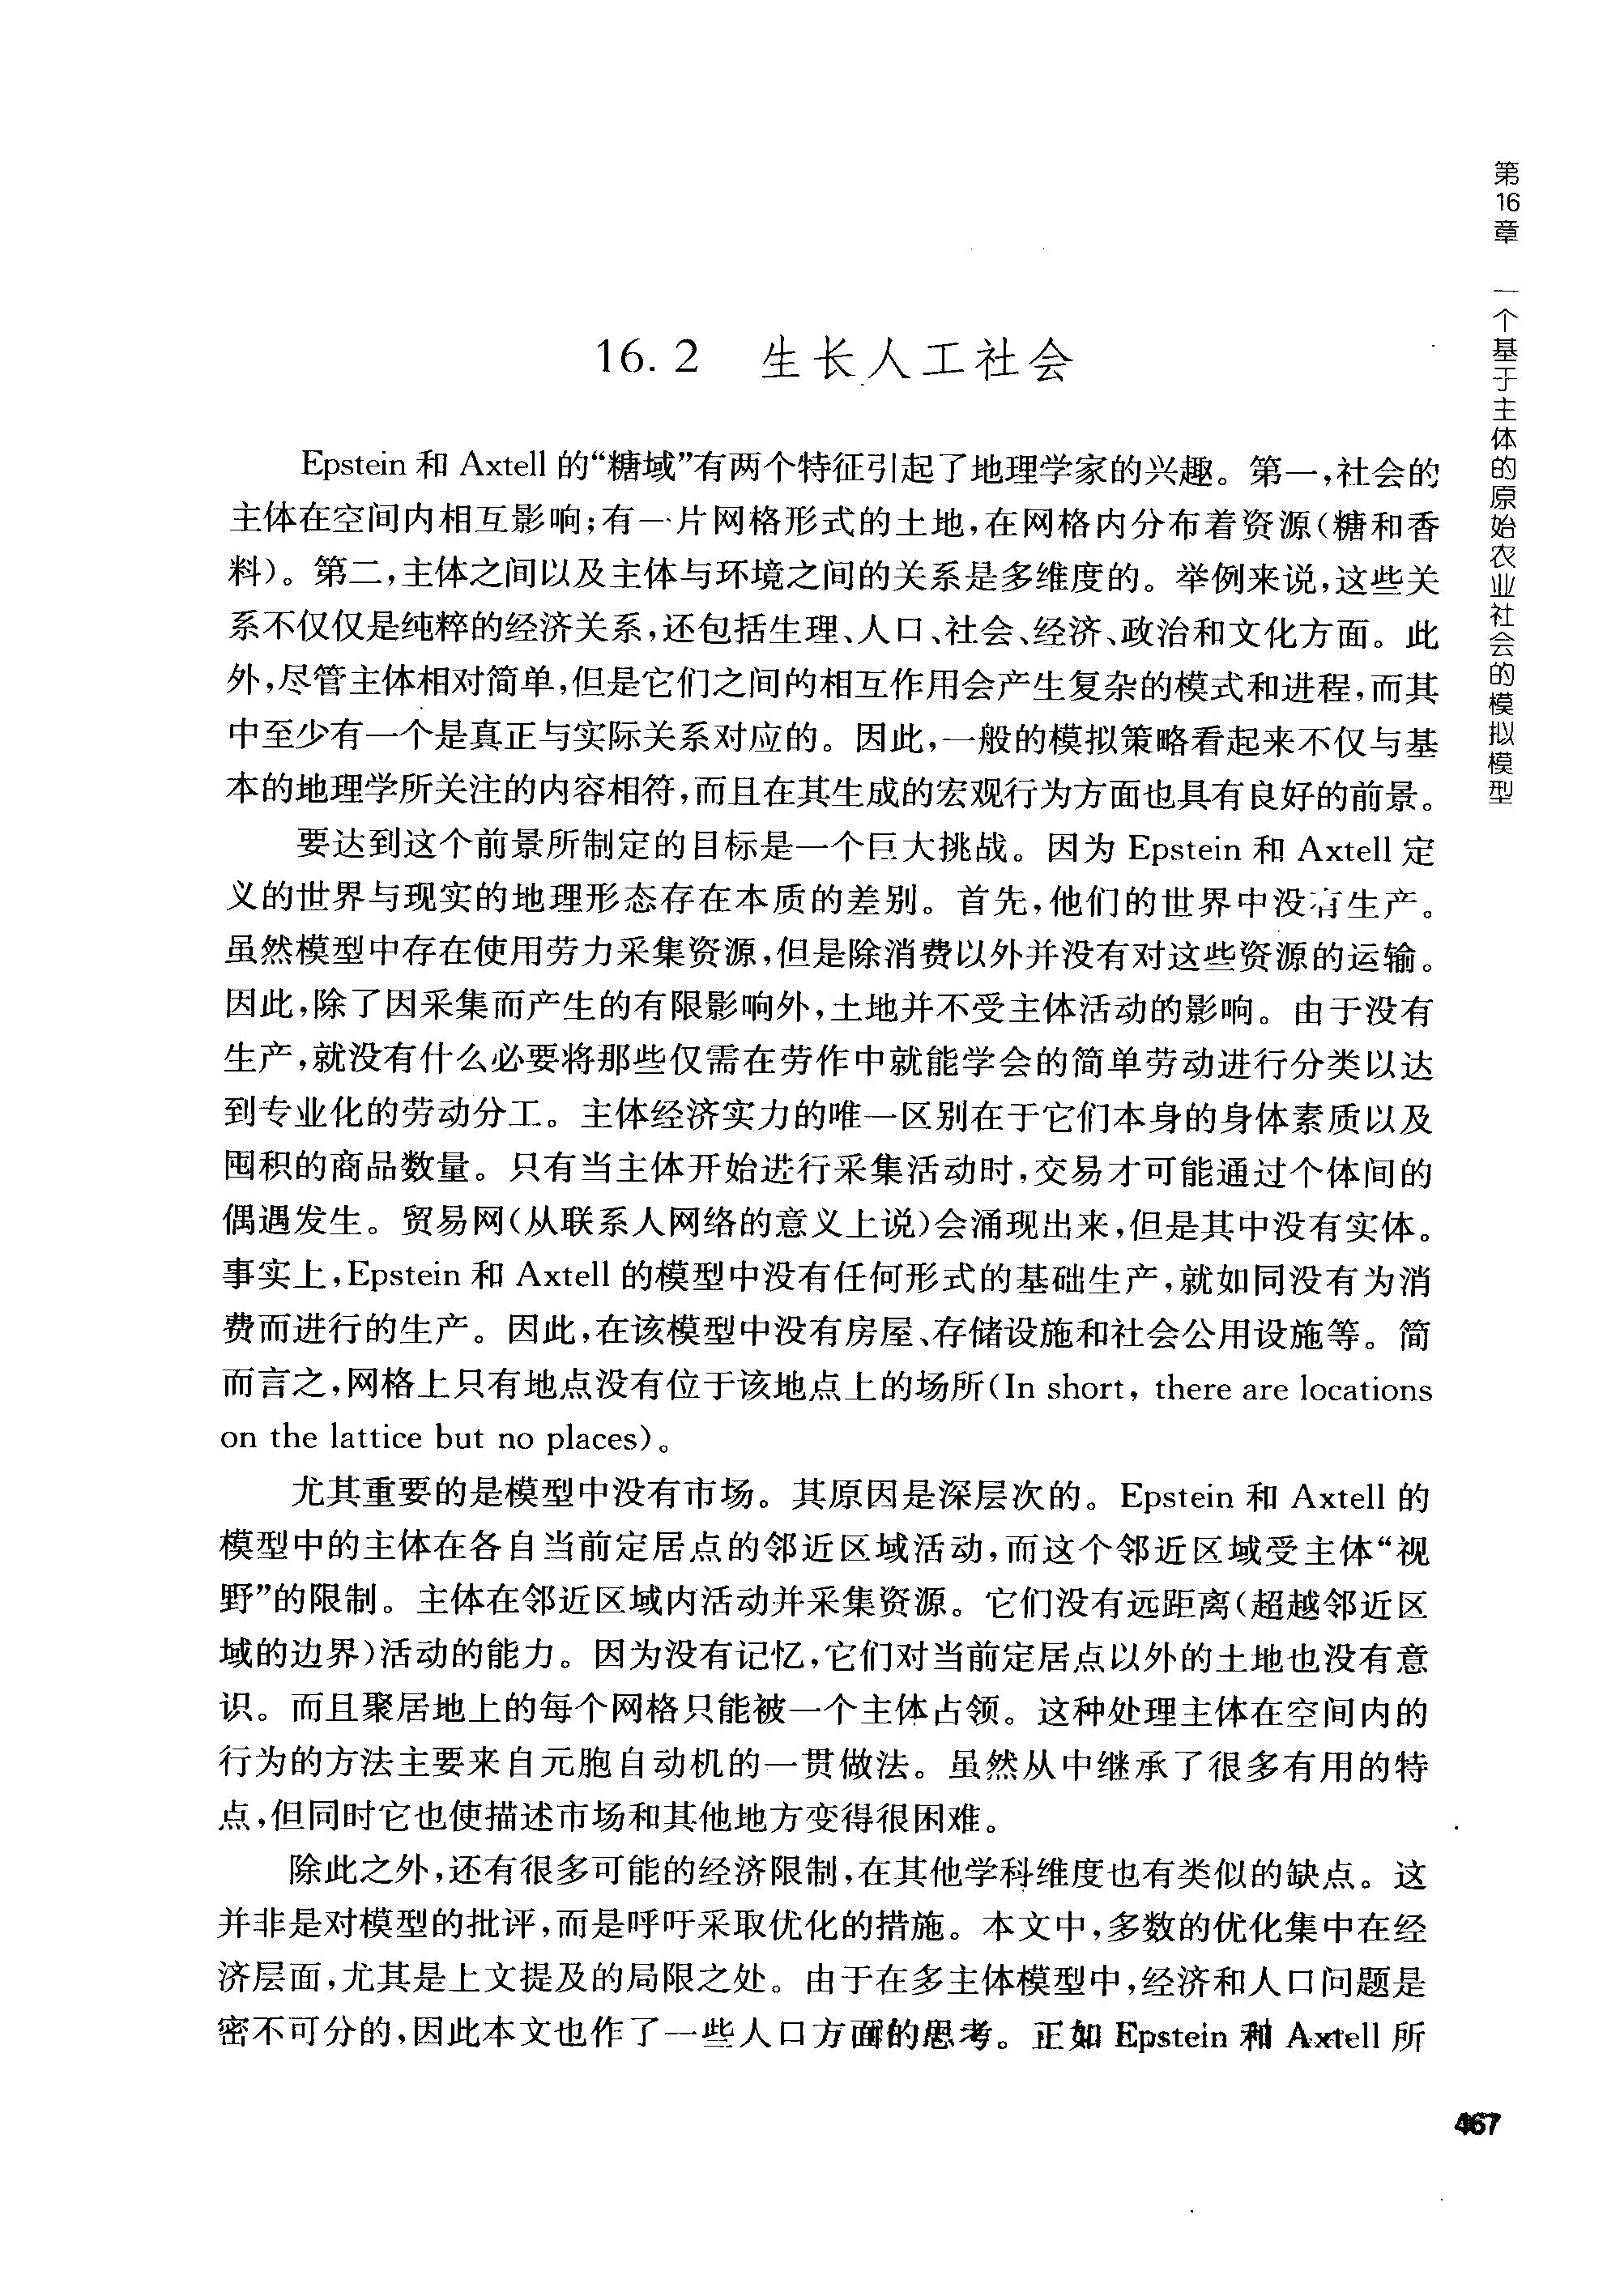 第16章 一个基于主体的原始农业社会的模拟模型
16.2 生长人工社会
Epstein 和 Axtell 的“糖域”有两个特征引起了地理学家的兴趣。第一,社会的
主体在空间内相互影响;有一片网格形式的土地,在网格内分布着资源(糖和香
料)。第二,主体之间以及主体与环境之间的关系是多维度的。举例来说,这些关
系不仅仅是纯粹的经济关系,还包括生理、人口、社会、经济、政治和文化方面。此
外,尽管主体相对简单,但是它们之间的相互作用会产生复杂的模式和进程,而其
中至少有一个是真正与实际关系对应的。因此,一般的模拟策略看起来不仅与基
本的地理学所关注的内容相符,而且在其生成的宏观行为方面也具有良好的前景。
要达到这个前景所制定的目标是一个巨大挑战。因为 Epstein 和 Axtell 定
义的世界与现实的地理形态存在本质的差别。首先,他们的世界中没有生产。
虽然模型中存在使用劳力采集资源,但是除消费以外并没有对这些资源的运输。
因此,除了因采集而产生的有限影响外,土地并不受主体活动的影响。由于没有
生产,就没有什么必要将那些仅需在劳作中就能学会的简单劳动进行分类以达
到专业化的劳动分工。主体经济实力的唯一区别在于它们本身的身体素质以及
囤积的商品数量。只有当主体开始进行采集活动时,交易才可能通过个体间的
偶遇发生。贸易网(从联系人网络的意义上说)会涌现出来,但是其中没有实体。
事实上,Epstein 和 Axtell 的模型中没有任何形式的基础生产,就如同没有为消
费而进行的生产。因此,在该模型中没有房屋、存储设施和社会公用设施等。简
而言之,网格上只有地点没有位于该地点上的场所(In short, there are locations
on the lattice but no places)。
尤其重要的是模型中没有市场。其原因是深层次的。Epstein 和 Axtell 的
模型中的主体在各自当前定居点的邻近区域活动,而这个邻近区域受主体“视
野”的限制。主体在邻近区域内活动并采集资源。它们没有远距离(超越邻近区
域的边界)活动的能力。因为没有记忆,它们对当前定居点以外的土地也没有意
识。而且聚居地上的每个网格只能被一个主体占领。这种处理主体在空间内的
行为的方法主要来自元胞自动机的一贯做法。虽然从中继承了很多有用的特
点,但同时它也使描述市场和其他地方变得很困难。
除此之外,还有很多可能的经济限制,在其他学科维度也有类似的缺点。这
并非是对模型的批评,而是呼吁采取优化的措施。本文中,多数的优化集中在经
济层面,尤其是上文提及的局限之处。由于在多主体模型中,经济和人口问题是
密不可分的,因此本文也作了一些人口方面的思考。正如 Epstein 和 Axtell 所
467